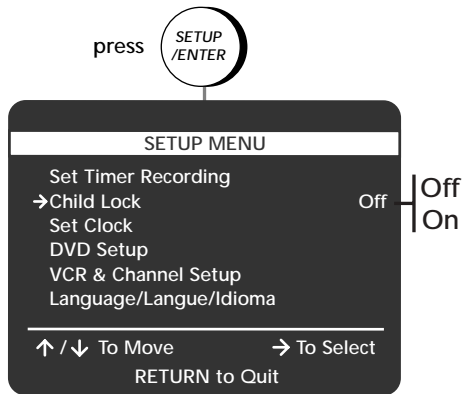 press
SETUP
/ENTER
SETUP MENU
Set Timer Recording
→Child Lock Off
Off
On
Set Clock
DVD Setup
VCR & Channel Setup
Language/Langue/Idioma
↑/↓ To Move → To Select
RETURN to Quit